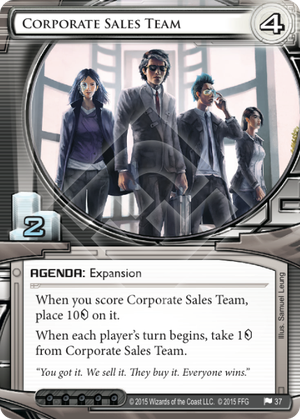 Corporate Sales Team
4
2
AGENDA: Expansion
When you score Corporate Sales Team,
place 10 on it.
When each player's turn begins, take 1
from Corporate Sales Team.
"You got it. We sell it. They buy it. Everyone wins."
Illus. Samuel Leung
© 2015 Wizards of the Coast LLC. © 2015 FFG 37